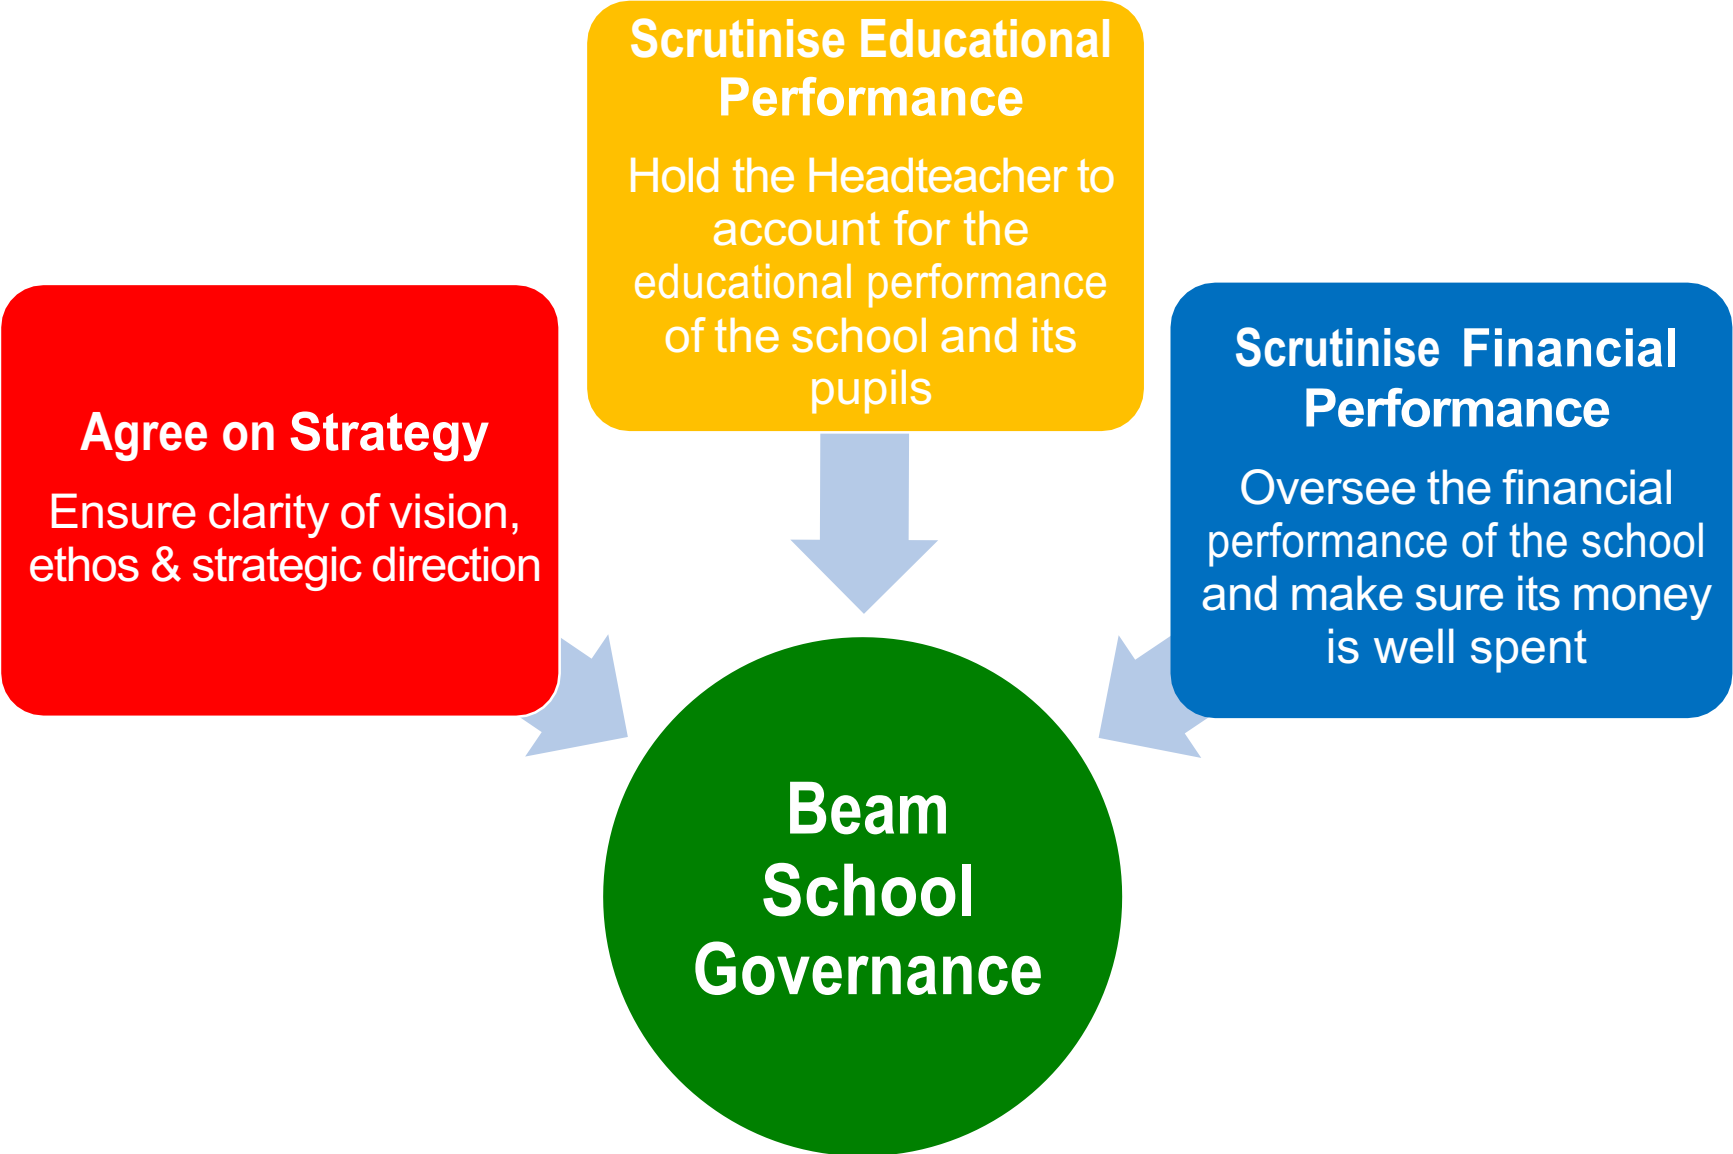 Scrutinise Educational
Performance
Hold the Headteacher to
account for the
educational performance
of the school and its
pupils
Agree on Strategy
Ensure clarity of vision,
ethos & strategic direction
Scrutinise Financial
Performance
Oversee the financial
performance of the school
and make sure its money
is well spent
Beam
School
Governance